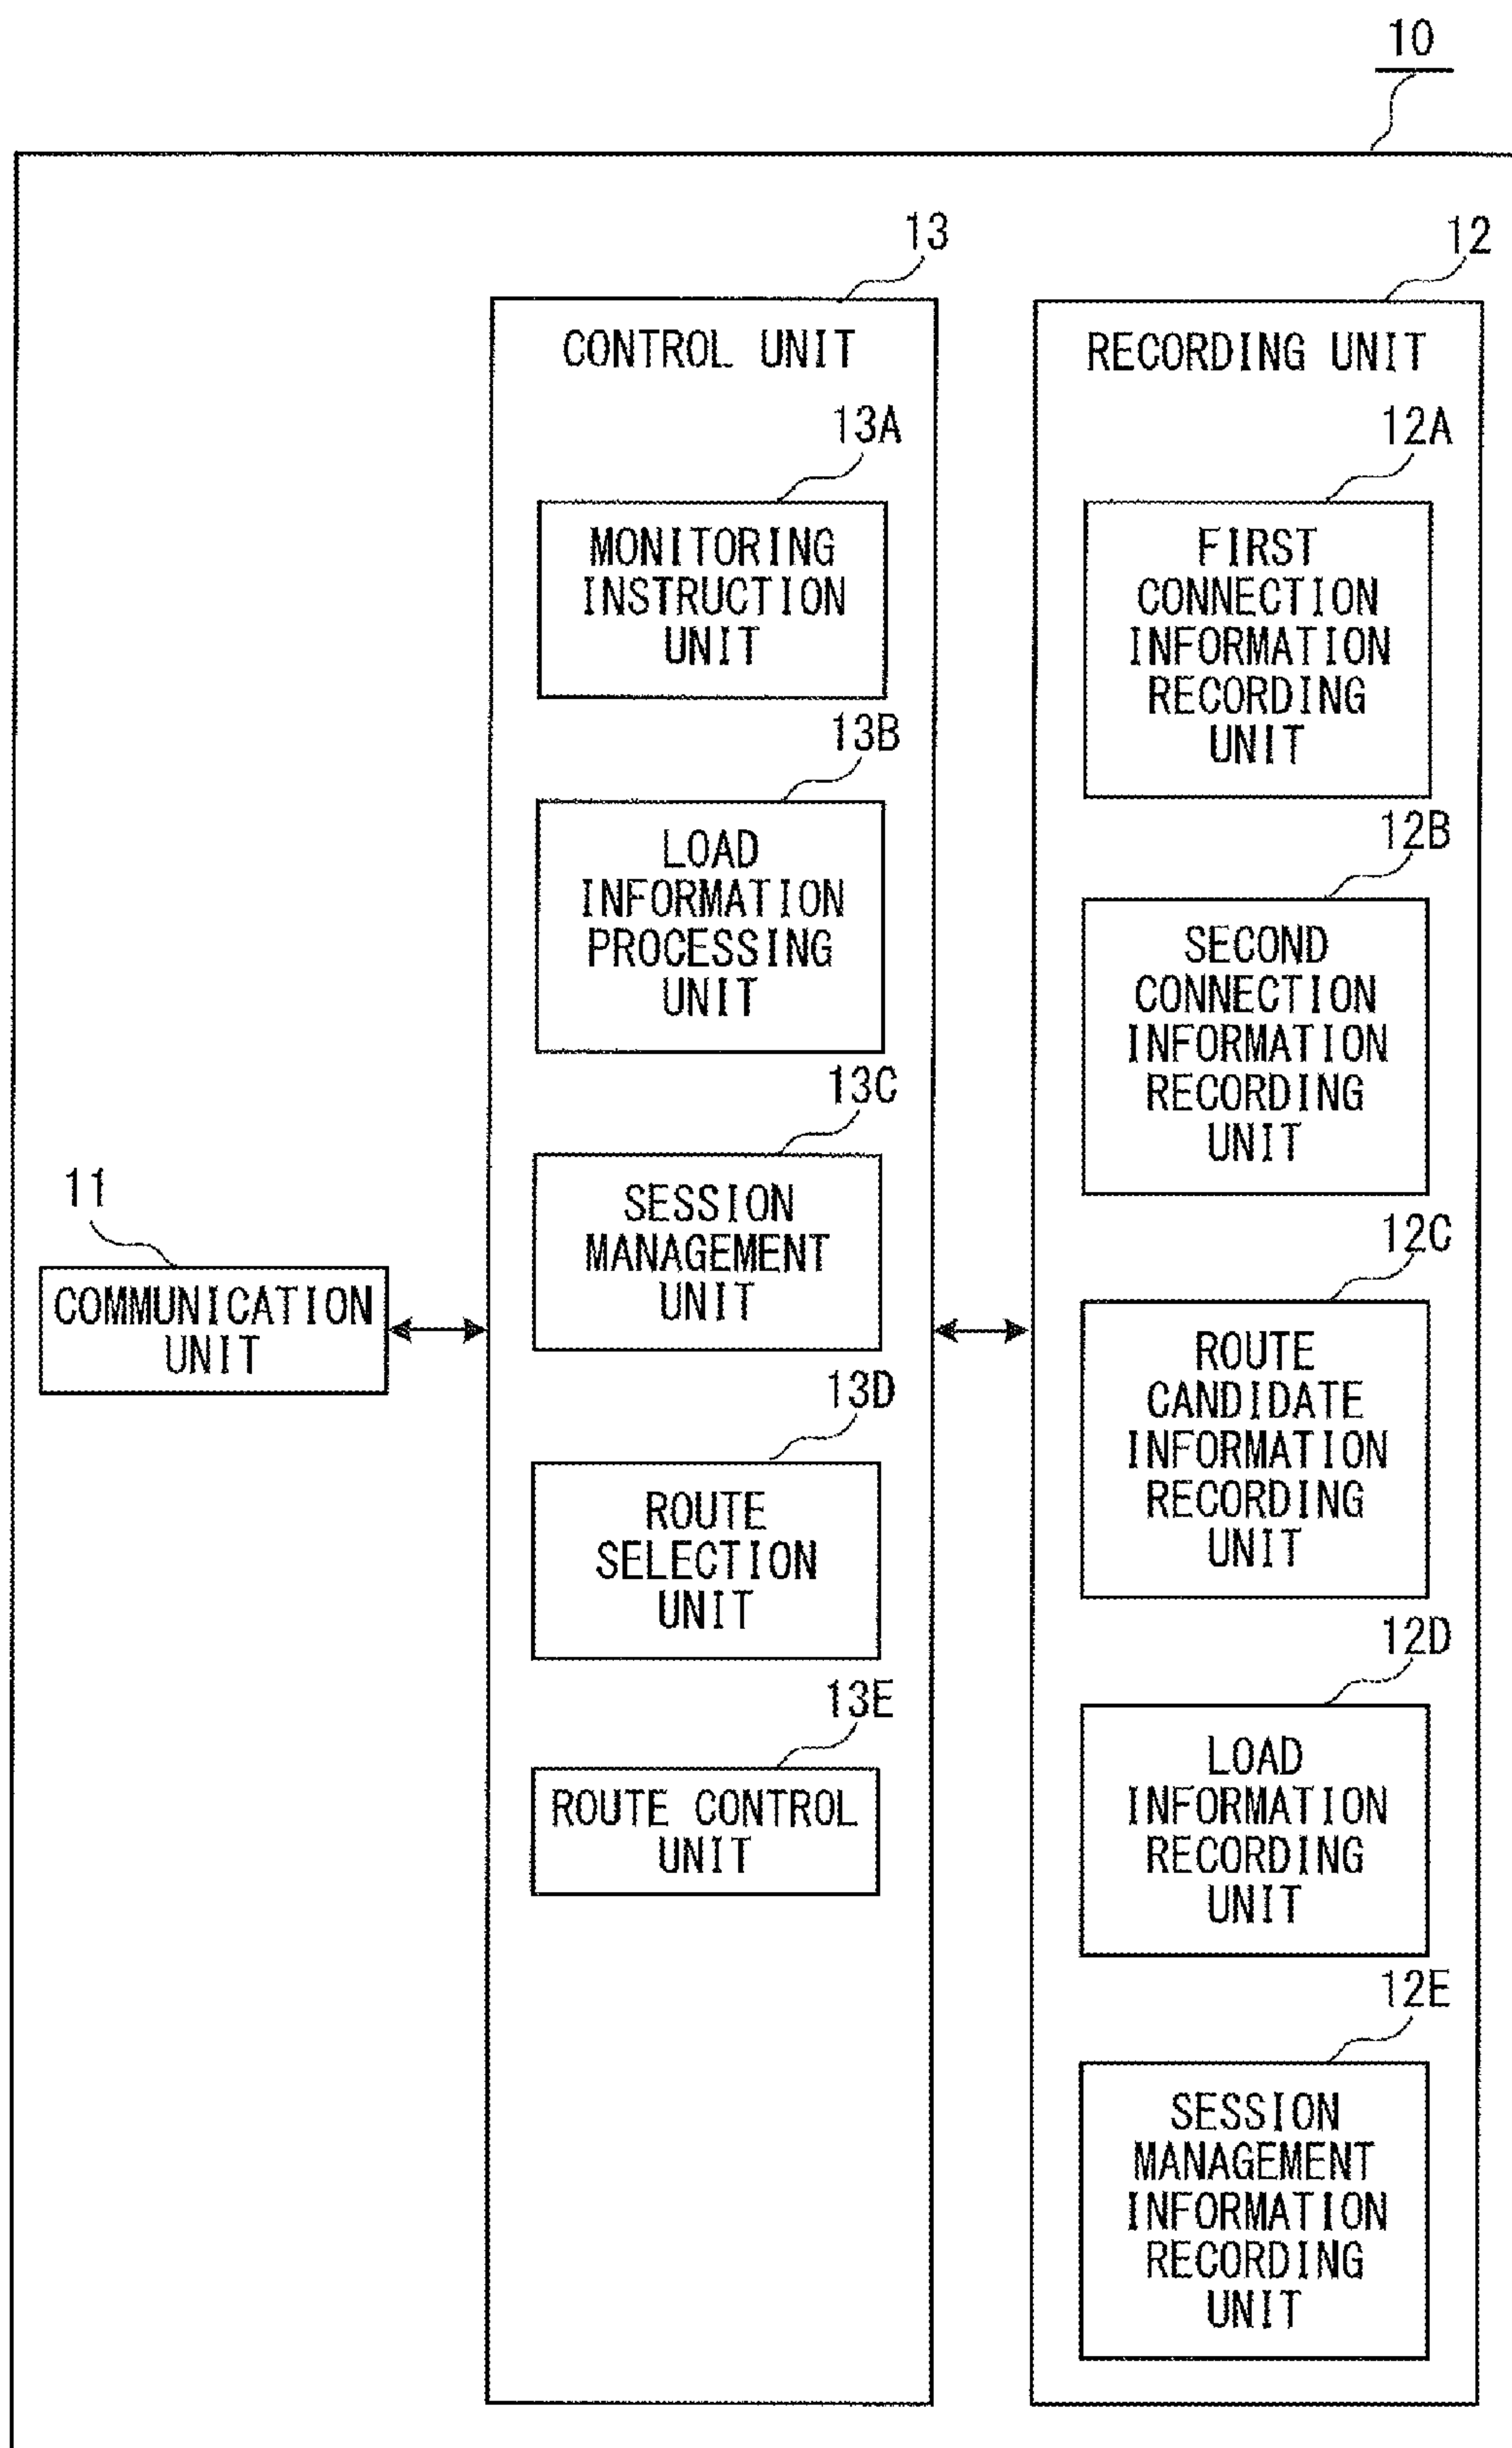 10
13
12
CONTROL UNIT
RECORDING UNIT
13A
MONITORING
INSTRUCTION
UNIT
13B
LOAD
INFORMATION
PROCESSING
UNIT
13C
SESSION
MANAGEMENT
UNIT
11
COMMUNICATION
UNIT
13D
ROUTE
SELECTION
UNIT
13E
ROUTE CONTROL
UNIT
12A
FIRST
CONNECTION
INFORMATION
RECORDING
UNIT
12B
SECOND
CONNECTION
INFORMATION
RECORDING
UNIT
12C
ROUTE
CANDIDATE
INFORMATION
RECORDING
UNIT
12D
LOAD
INFORMATION
RECORDING
UNIT
12E
SESSION
MANAGEMENT
INFORMATION
RECORDING
UNIT